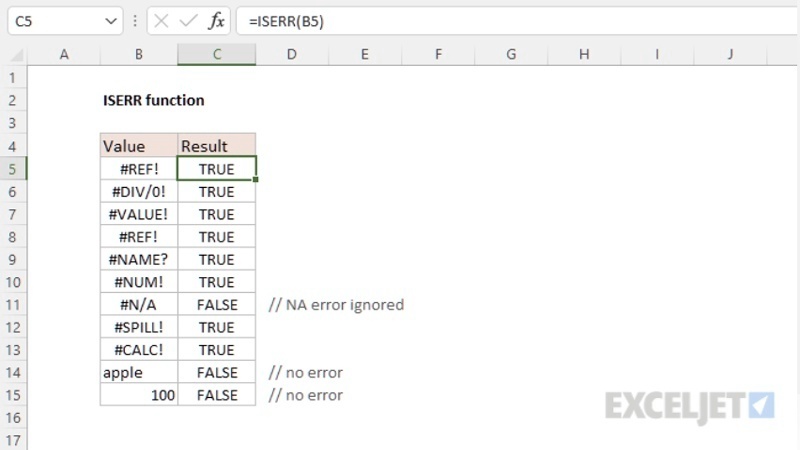 C5 fx =ISERR(B5)
A B C D E F G H I J
1
2 ISERR function
3
4 Value Result
5 #REF! TRUE
6 #DIV/0! TRUE
7 #VALUE! TRUE
8 #REF! TRUE
9 #NAME? TRUE
10 #NUM! TRUE
11 #N/A FALSE // NA error ignored
12 #SPILL! TRUE
13 #CALC! TRUE
14 apple FALSE // no error
15 100 FALSE // no error
16
17
EXCELJET